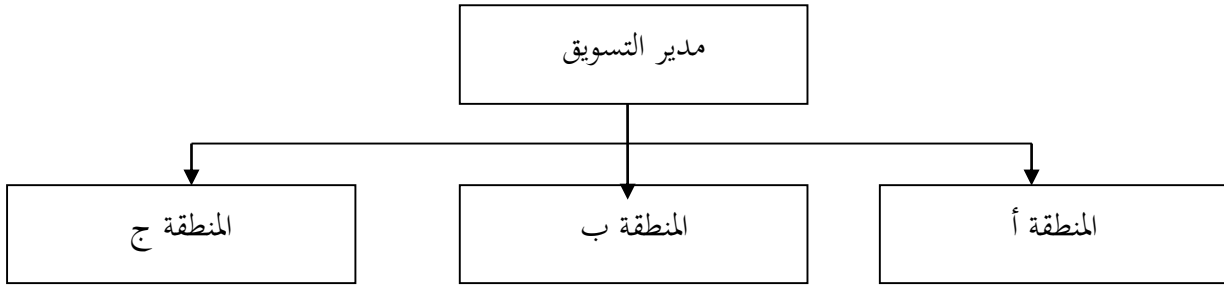 مدير التسويق
المنطقة أ
المنطقة ب
المنطقة ج